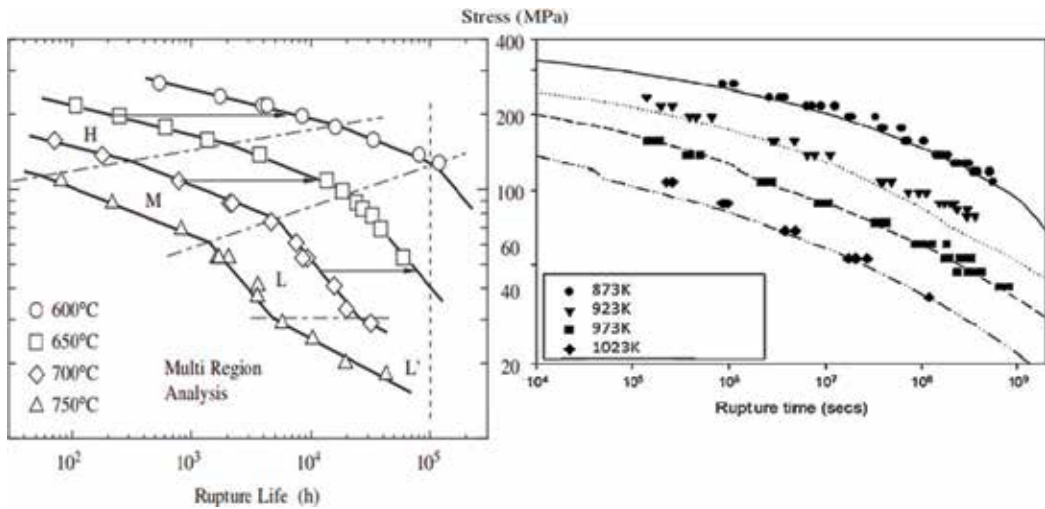 Stress (MPa)
400
200
100
60
40
20
H
M
L
L'
600°C
650°C
700°C
750°C
Multi Region
Analysis
10² 10³ 10⁴ 10⁵
Rupture Life (h)
873K
923K
973K
1023K
10⁴ 10⁵ 10⁶ 10⁷ 10⁸ 10⁹
Rupture time (secs)